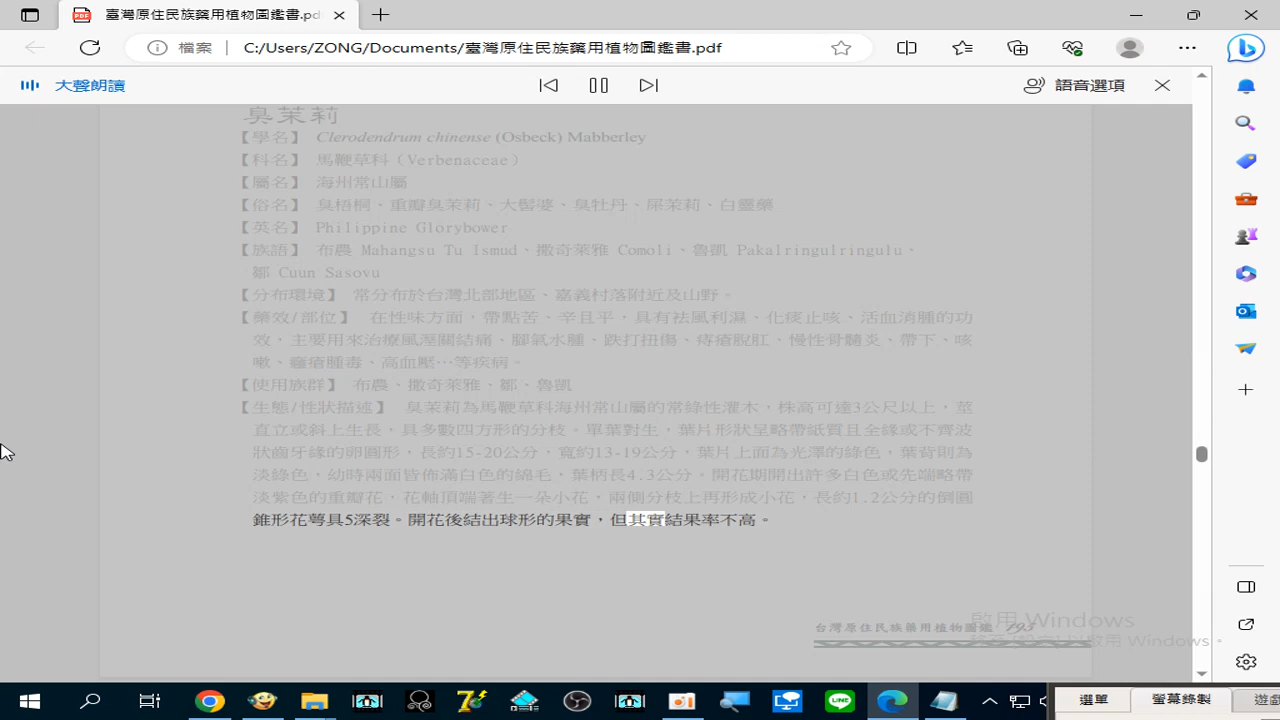 臺灣原住民族藥用植物圖鑑書.pd
檔案
C:/Users/ZONG/Documents/臺灣原住民族藥用植物圖鑑書.pdf
大聲朗讀
語音選項
臭茉莉
【學名】 Clerodendrum chinense (Osbeck) Mabberley
【科名】 馬鞭草科（Verbenaceae）
【屬名】 海州常山屬
【俗名】 臭梧桐、重瓣臭茉莉、大髻婆、臭牡丹、屎茉莉、白靈藥
【英名】 Philippine Glorybower
【族語】 布農 Mahangsu Tu Ismud、撒奇萊雅 Comoli、魯凱 Pakalringulringulu、
鄒 Cuun Sasovu
【分布環境】 常分布於台灣北部地區、嘉義村落附近及山野。
【藥效/部位】 在性味方面，帶點苦、辛且平，具有袪風利濕、化痰止咳、活血消腫的功
效，主要用來治療風溼關結痛、腳氣水腫、跌打扭傷、痔瘡脫肛、慢性骨髓炎、帶下、咳
嗽、癰瘡腫毒、高血壓…等疾病。
【使用族群】 布農、撒奇萊雅、鄒、魯凱
【生態/性狀描述】 臭茉莉為馬鞭草科海州常山屬的常綠性灌木，株高可達3公尺以上，莖
直立或斜上生長，具多數四方形的分枝。單葉對生，葉片形狀呈略帶紙質且全緣或不齊波
狀齒牙緣的卵圓形，長約15-20公分，寬約13-19公分，葉片上面為光澤的綠色，葉背則為
淡綠色，幼時兩面皆佈滿白色的綿毛，葉柄長4.3公分。開花期開出許多白色或先端略帶
淡紫色的重瓣花，花軸頂端著生一朵小花，兩側分枝上再形成小花，長約1.2公分的倒圓
錐形花萼具5深裂。開花後結出球形的果實，但其實結果率不高。
台灣原住民族藥用植物圖鑑 195
啟用 Windows
移至 [設定] 以啟用 Windows。
選單
螢幕錄製
遊戲